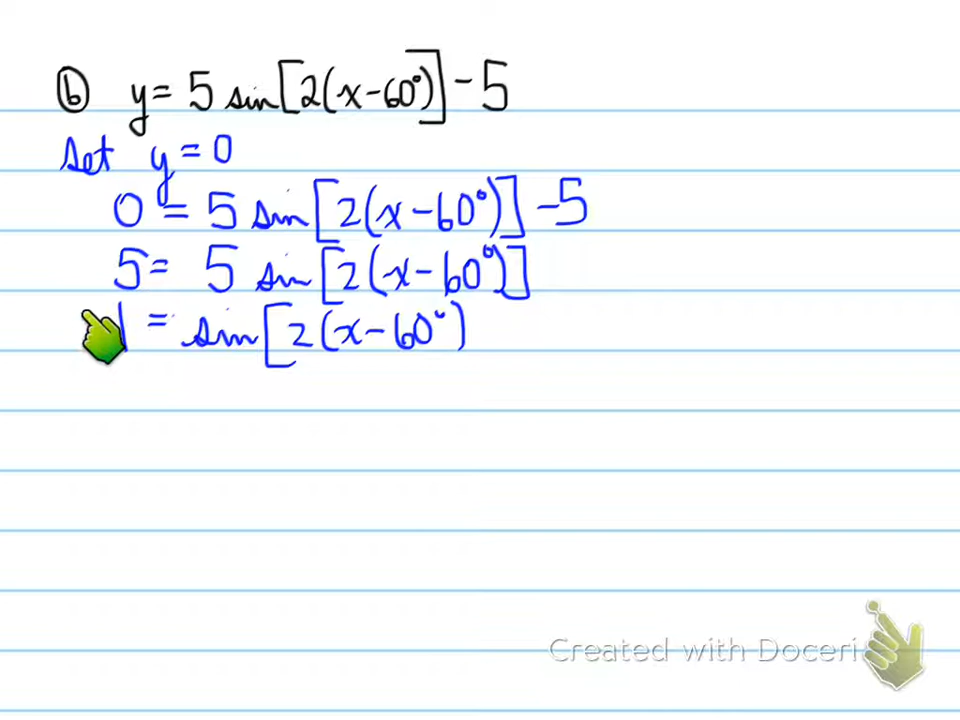 ⓑ y = 5 sin[2(x-60°)] - 5
Set y = 0
0 = 5 sin[2(x-60°)] - 5
5 = 5 sin[2(x-60°)]
1 = sin[2(x-60°)
Created with Doceri